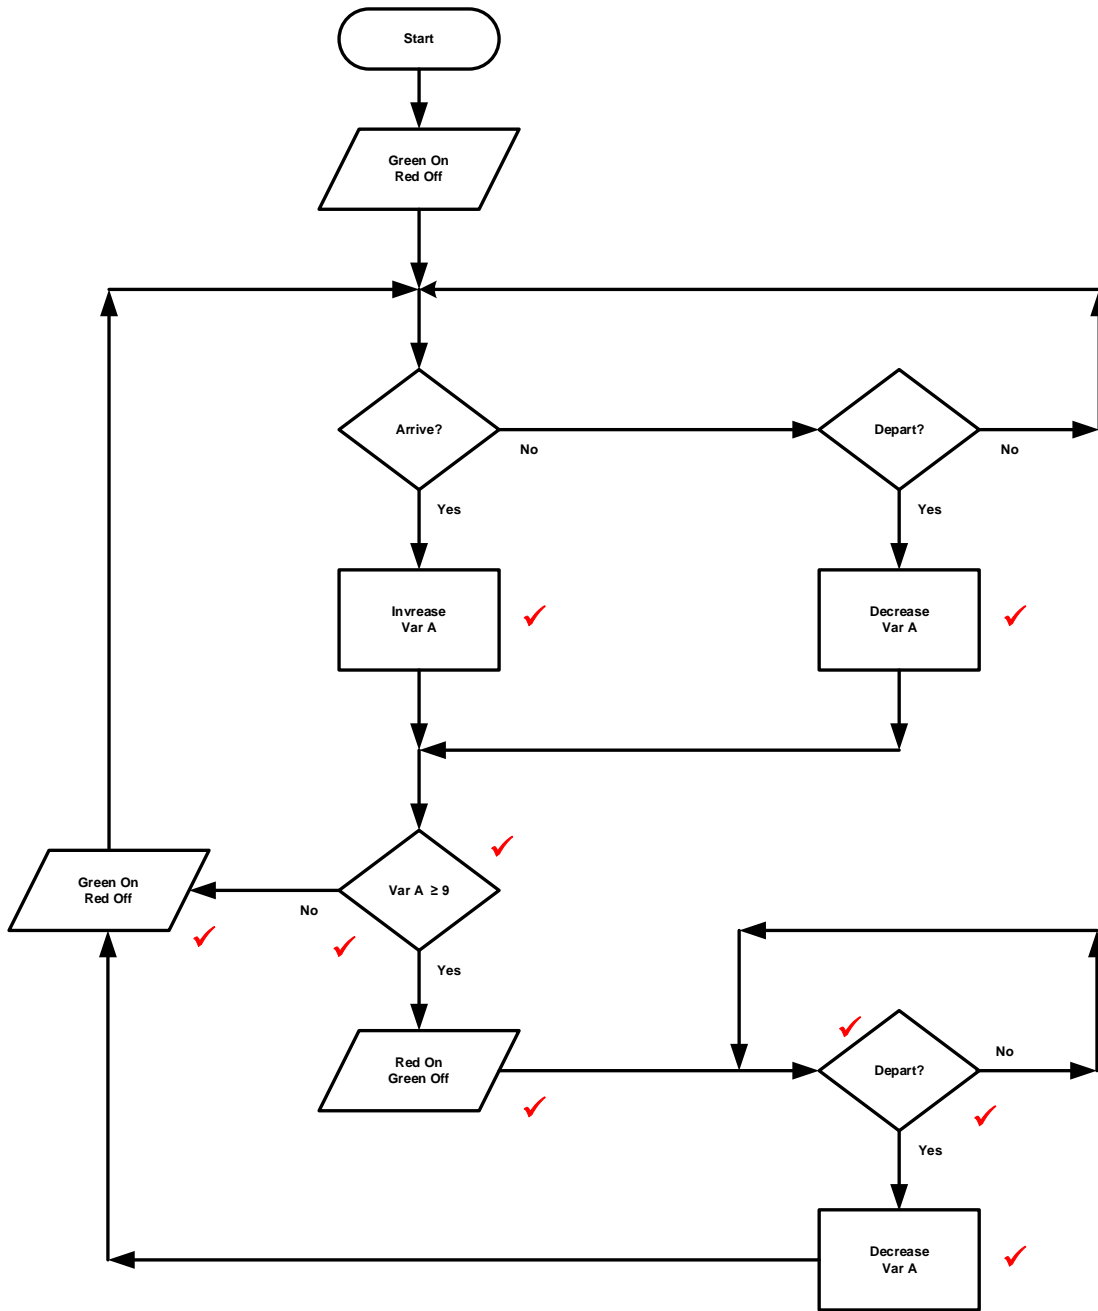 Start
Green On
Red Off
Arrive?
No
Depart?
No
Yes
Yes
Invrease
Var A
Decrease
Var A
Green On
Red Off
No
Var A ≥ 9
Yes
Red On
Green Off
Depart?
No
Yes
Decrease
Var A